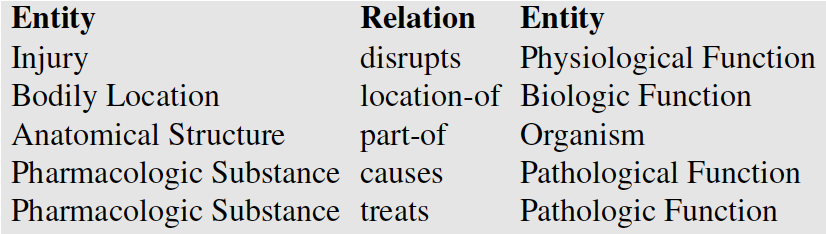 Entity Relation Entity
Injury disrupts Physiological Function
Bodily Location location-of Biologic Function
Anatomical Structure part-of Organism
Pharmacologic Substance causes Pathological Function
Pharmacologic Substance treats Pathologic Function